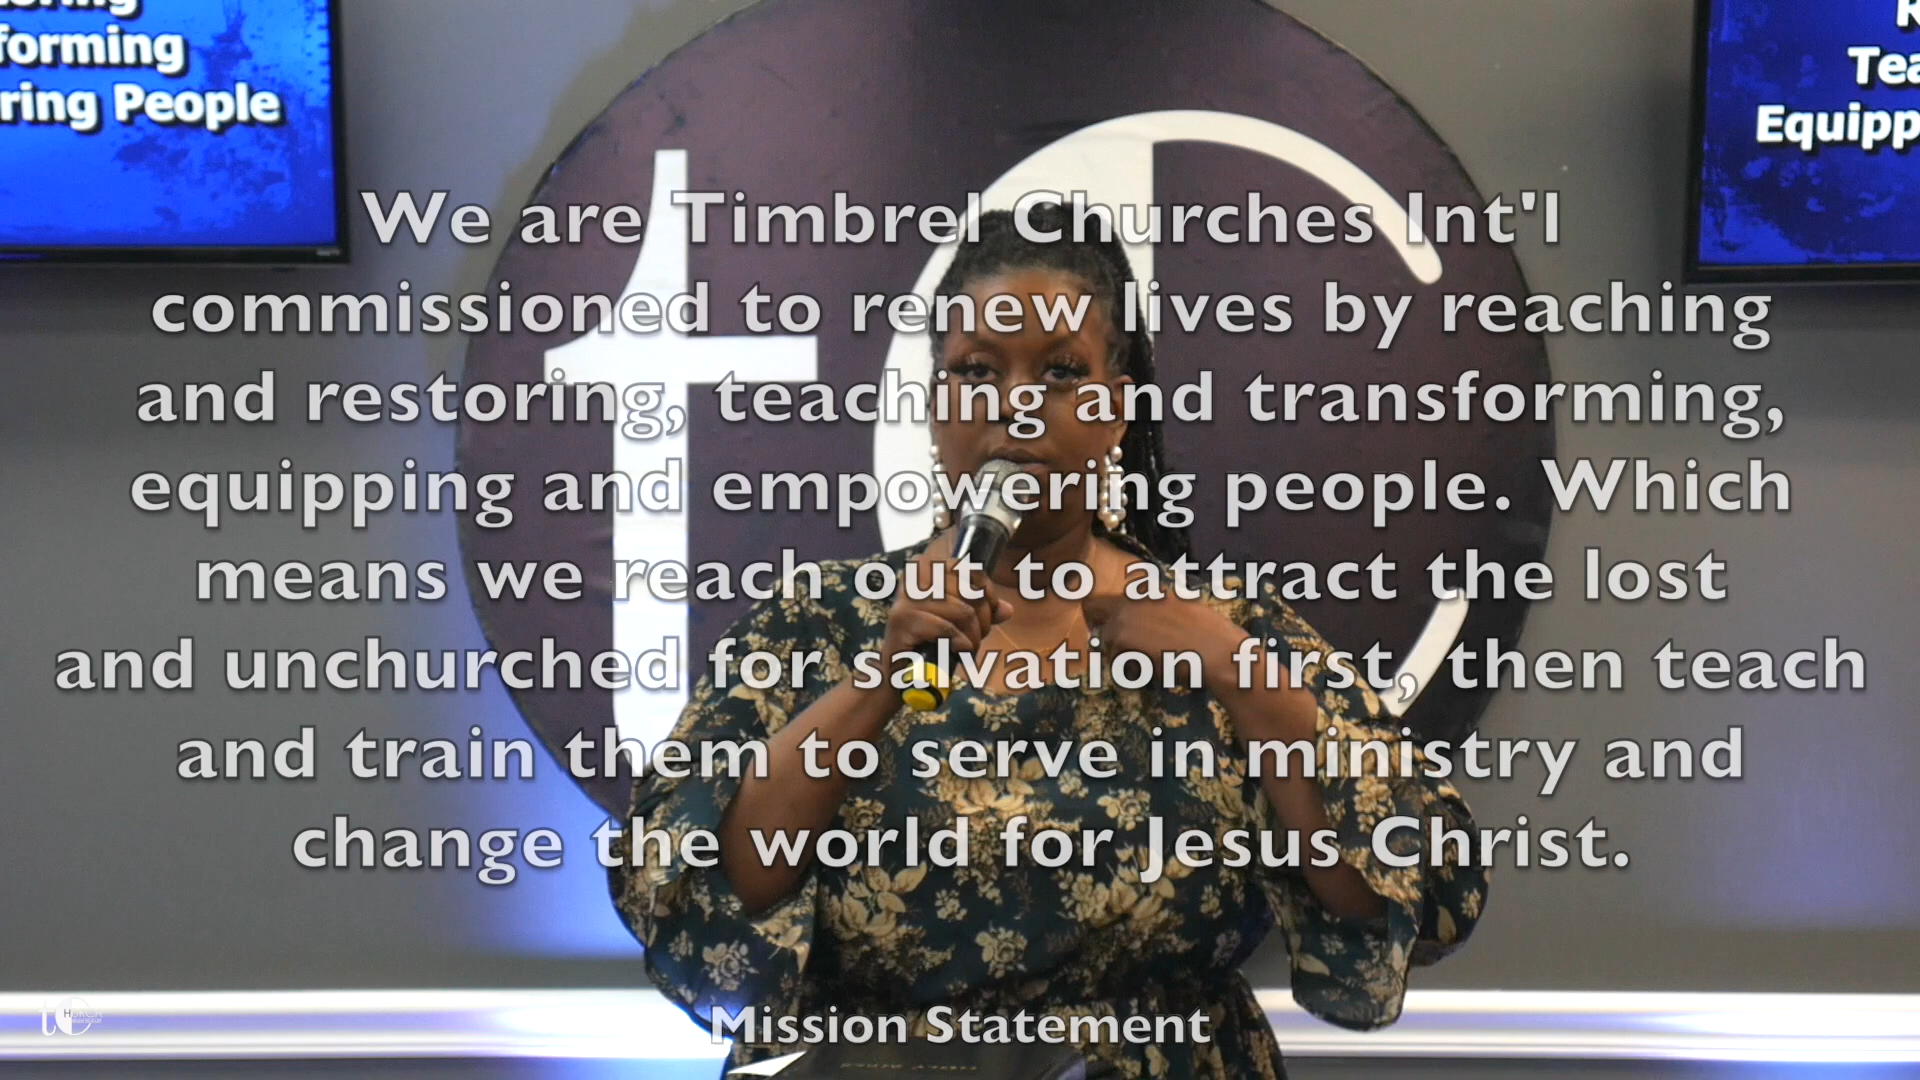 forming
ring People
Tea
Equipp
tC
We are Timbrel Churches Int'l
commissioned to renew lives by reaching
and restoring, teaching and transforming,
equipping and empowering people. Which
means we reach out to attract the lost
and unchurched for salvation first, then teach
and train them to serve in ministry and
change the world for Jesus Christ.
Mission Statement